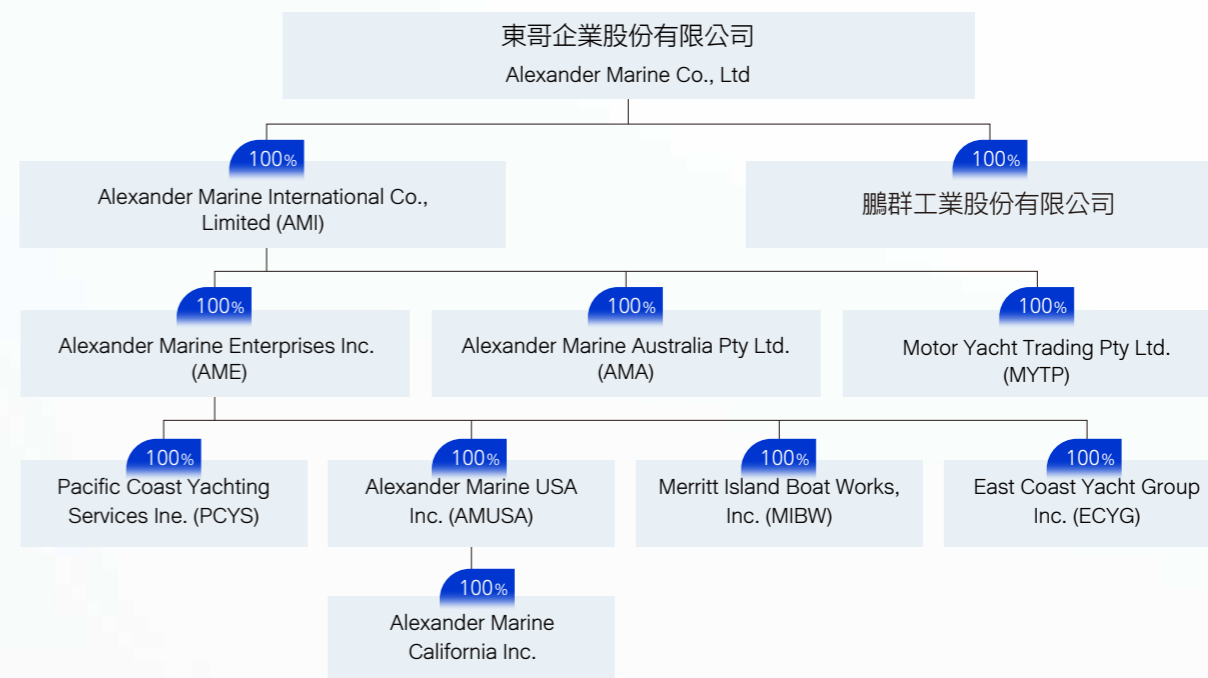 東哥企業股份有限公司
Alexander Marine Co., Ltd
100%
100%
Alexander Marine International Co.,
Limited (AMI)
鵬群工業股份有限公司
100%
100%
100%
Alexander Marine Enterprises Inc.
(AME)
Alexander Marine Australia Pty Ltd.
(AMA)
Motor Yacht Trading Pty Ltd.
(MYTP)
100%
100%
100%
100%
Pacific Coast Yachting
Services Ine. (PCYS)
Alexander Marine USA
Inc. (AMUSA)
Merritt Island Boat Works,
Inc. (MIBW)
East Coast Yacht Group
Inc. (ECYG)
100%
Alexander Marine
California Inc.